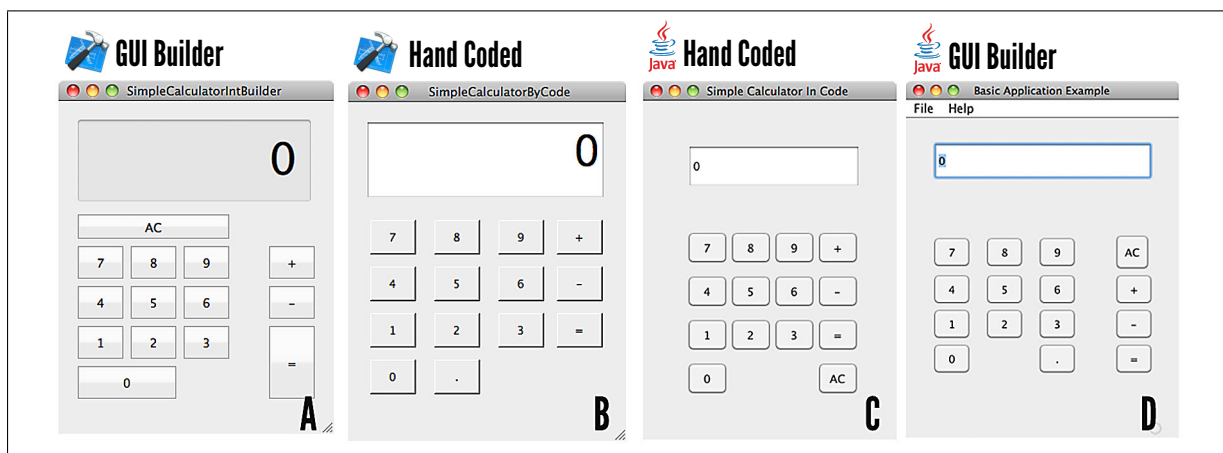 GUI Builder
SimpleCalculatorIntBuilder
0
AC
7 8 9 +
4 5 6 -
1 2 3
=
0
A
Hand Coded
SimpleCalculatorByCode
0
7 8 9 +
4 5 6 -
1 2 3 =
0 .
B
Java Hand Coded
Simple Calculator In Code
0
7 8 9 +
4 5 6 -
1 2 3 =
0 AC
C
Java GUI Builder
Basic Application Example
File Help
0
7 8 9 AC
4 5 6 +
1 2 3 -
0 . =
D